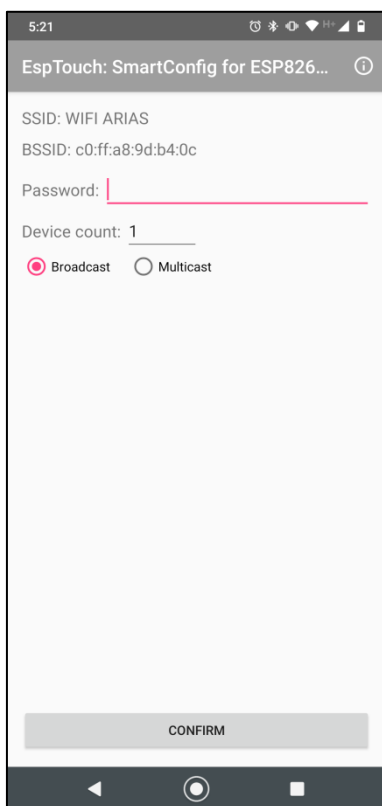 5:21 H+
EspTouch: SmartConfig for ESP826...
SSID: WIFI ARIAS
BSSID: c0:ff:a8:9d:b4:0c
Password:
Device count: 1
Broadcast Multicast
CONFIRM